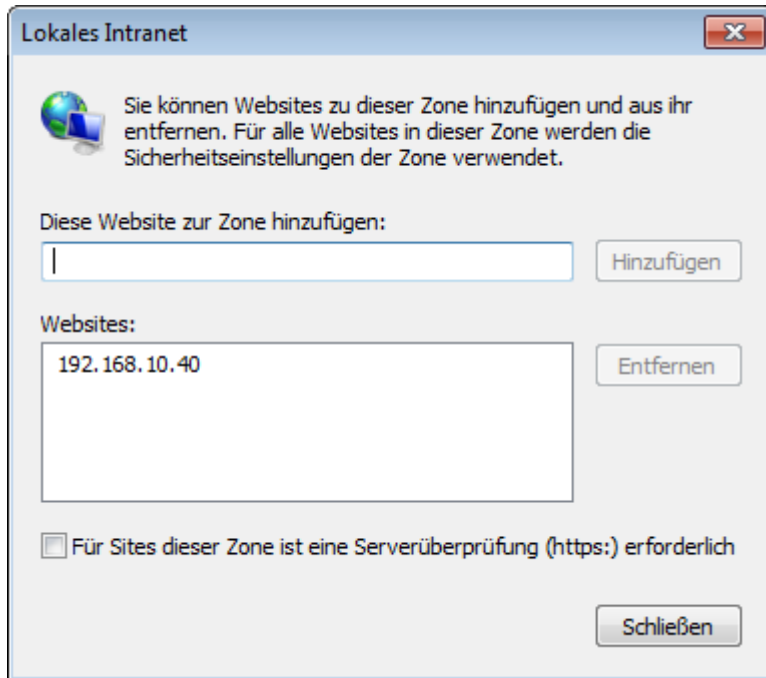 Lokales Intranet
Sie können Websites zu dieser Zone hinzufügen und aus ihr
entfernen. Für alle Websites in dieser Zone werden die
Sicherheitseinstellungen der Zone verwendet.
Diese Website zur Zone hinzufügen:
Hinzufügen
Websites:
192.168.10.40
Entfernen
Für Sites dieser Zone ist eine Serverüberprüfung (https:) erforderlich
Schließen